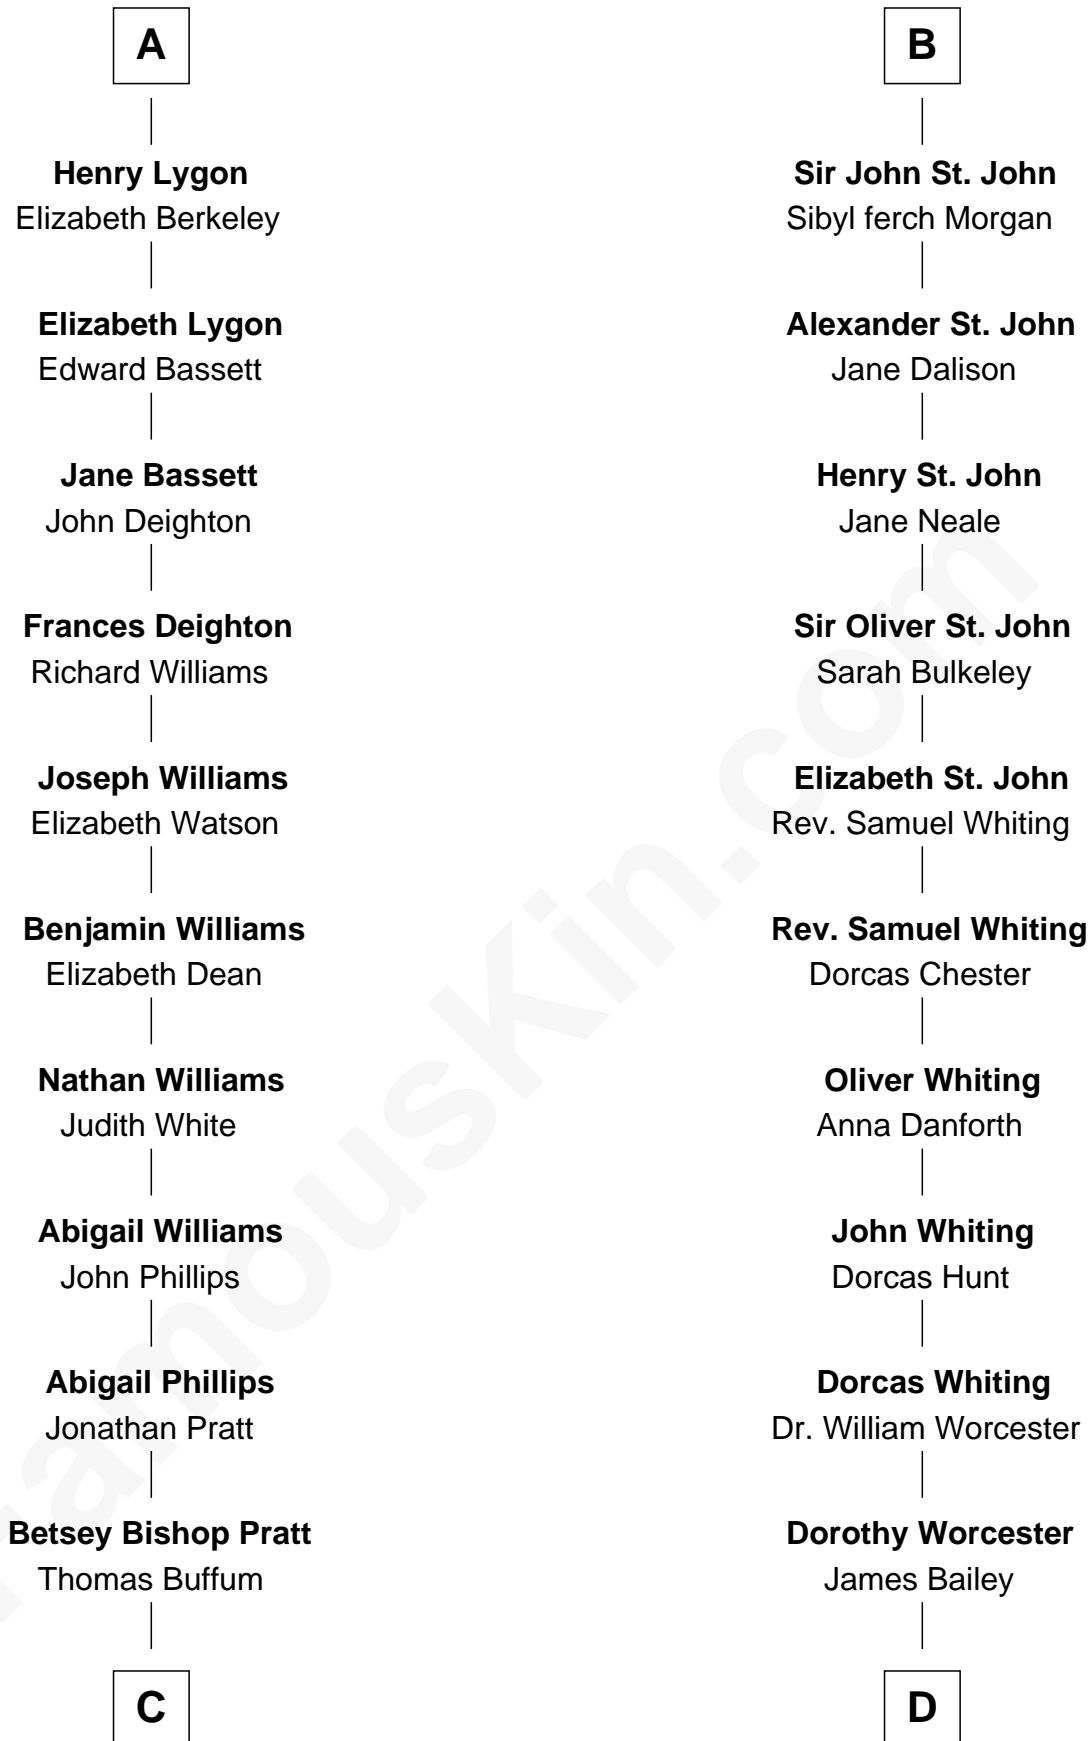 A
Henry Lygon
Elizabeth Berkeley
Elizabeth Lygon
Edward Bassett
Jane Bassett
John Deighton
Frances Deighton
Richard Williams
Joseph Williams
Elizabeth Watson
Benjamin Williams
Elizabeth Dean
Nathan Williams
Judith White
Abigail Williams
John Phillips
Abigail Phillips
Jonathan Pratt
Betsey Bishop Pratt
Thomas Buffum
C
B
Sir John St. John
Sibyl ferch Morgan
Alexander St. John
Jane Dalison
Henry St. John
Jane Neale
Sir Oliver St. John
Sarah Bulkeley
Elizabeth St. John
Rev. Samuel Whiting
Rev. Samuel Whiting
Dorcas Chester
Oliver Whiting
Anna Danforth
John Whiting
Dorcas Hunt
Dorcas Whiting
Dr. William Worcester
Dorothy Worcester
James Bailey
D
FamousKin.com